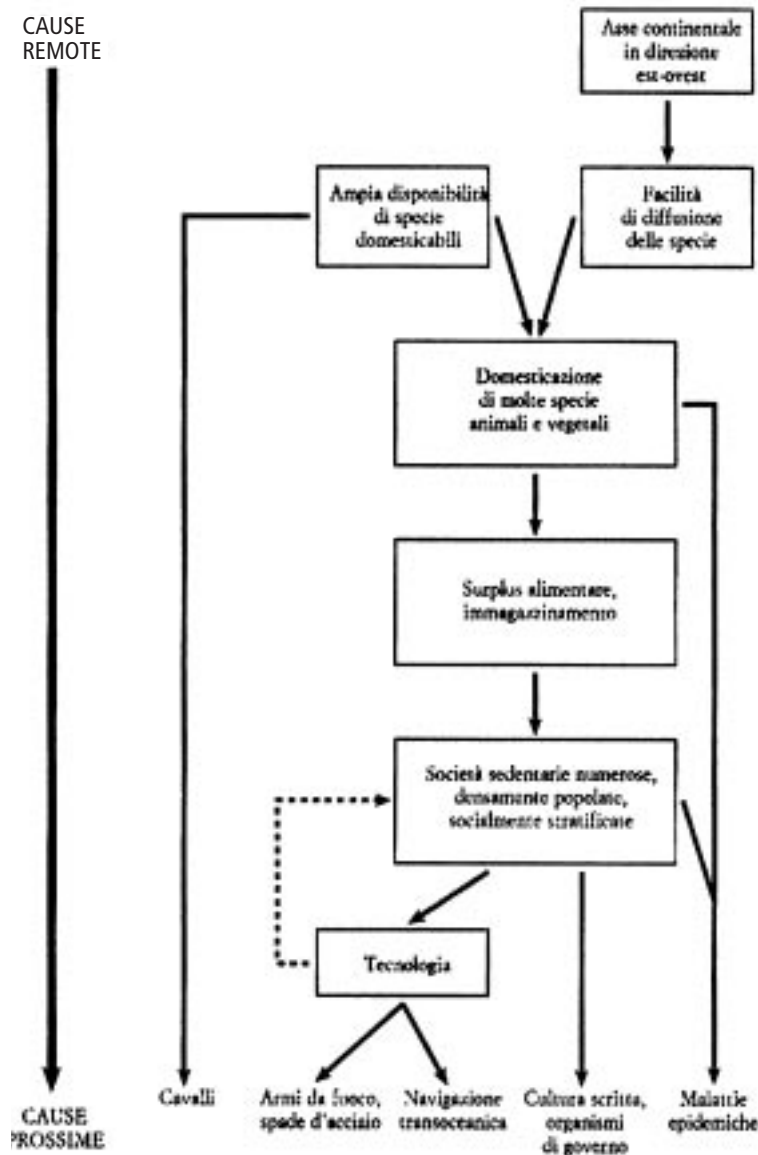 CAUSE
REMOTE
Asse continentale
in direzione
est-ovest
Ampia disponibilità
di specie
domesticabili
Facilità
di diffusione
delle specie
Domesticazione
di molte specie
animali e vegetali
Surplus alimentare,
immagazzinamento
Società sedentarie numerose,
densamente popolate,
socialmente stratificate
Tecnologia
Cavalli
Armi da fuoco,
spade d'acciaio
Navigazione
transoceanica
Cultura scritta,
organismi
di governo
Malattie
epidemiche
CAUSE
PROSSIME